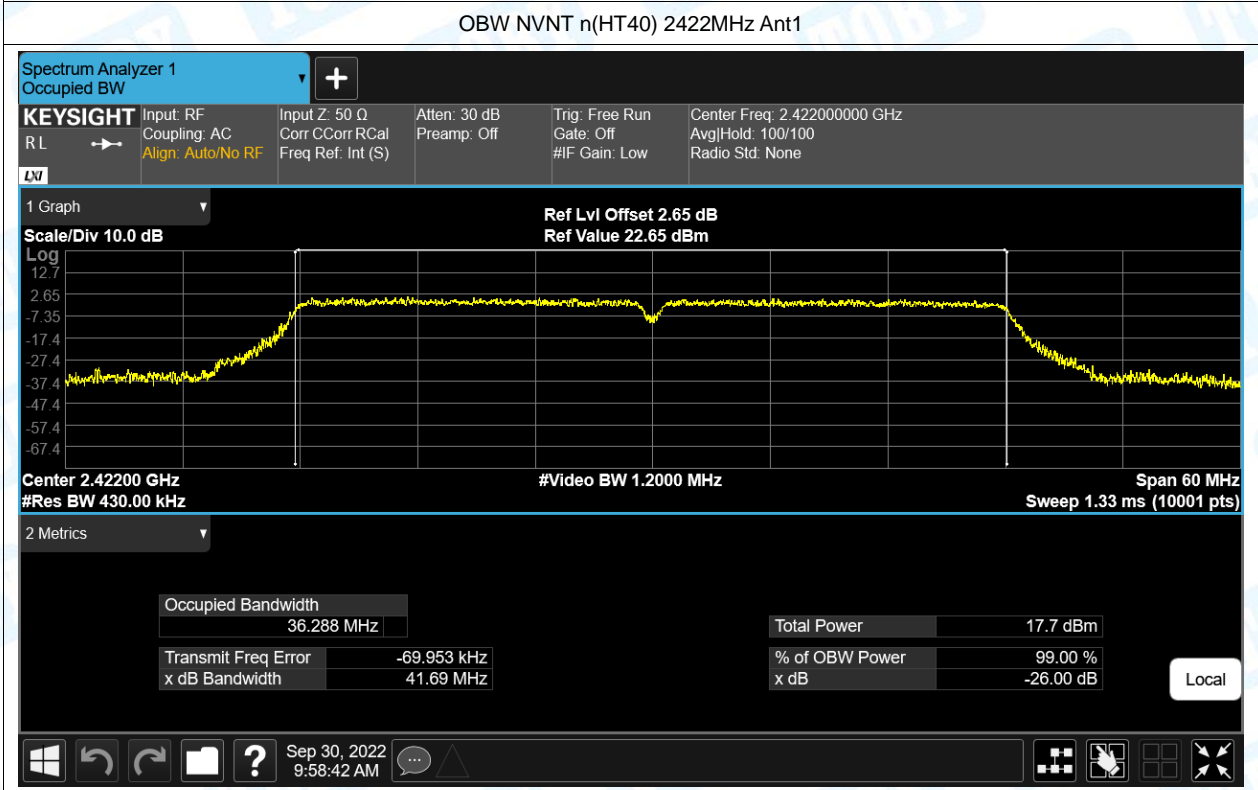 OBW NVNT n(HT40) 2422MHz Ant1
Spectrum Analyzer 1
Occupied BW
KEYSIGHT
R L
LXI
Input: RF
Coupling: AC
Align: Auto/No RF
Input Z: 50 Ω
Corr CCorr RCal
Freq Ref: Int (S)
Atten: 30 dB
Preamp: Off
Trig: Free Run
Gate: Off
#IF Gain: Low
Center Freq: 2.422000000 GHz
Avg|Hold: 100/100
Radio Std: None
1 Graph
Scale/Div 10.0 dB
Ref Lvl Offset 2.65 dB
Ref Value 22.65 dBm
Log
12.7
2.65
-7.35
-17.4
-27.4
-37.4
-47.4
-57.4
-67.4
Center 2.42200 GHz
#Video BW 1.2000 MHz
Span 60 MHz
#Res BW 430.00 kHz
Sweep 1.33 ms (10001 pts)
2 Metrics
Occupied Bandwidth
36.288 MHz
Total Power 17.7 dBm
Transmit Freq Error -69.953 kHz
% of OBW Power 99.00 %
x dB Bandwidth 41.69 MHz
x dB -26.00 dB
Local
?
Sep 30, 2022
9:58:42 AM